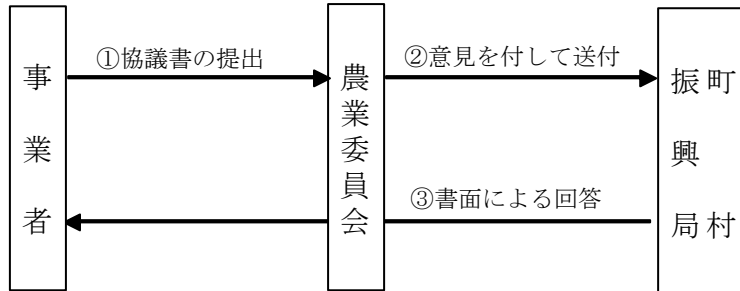 事業者
①協議書の提出
農業委員会
②意見を付して送付
③書面による回答
町村
振興局